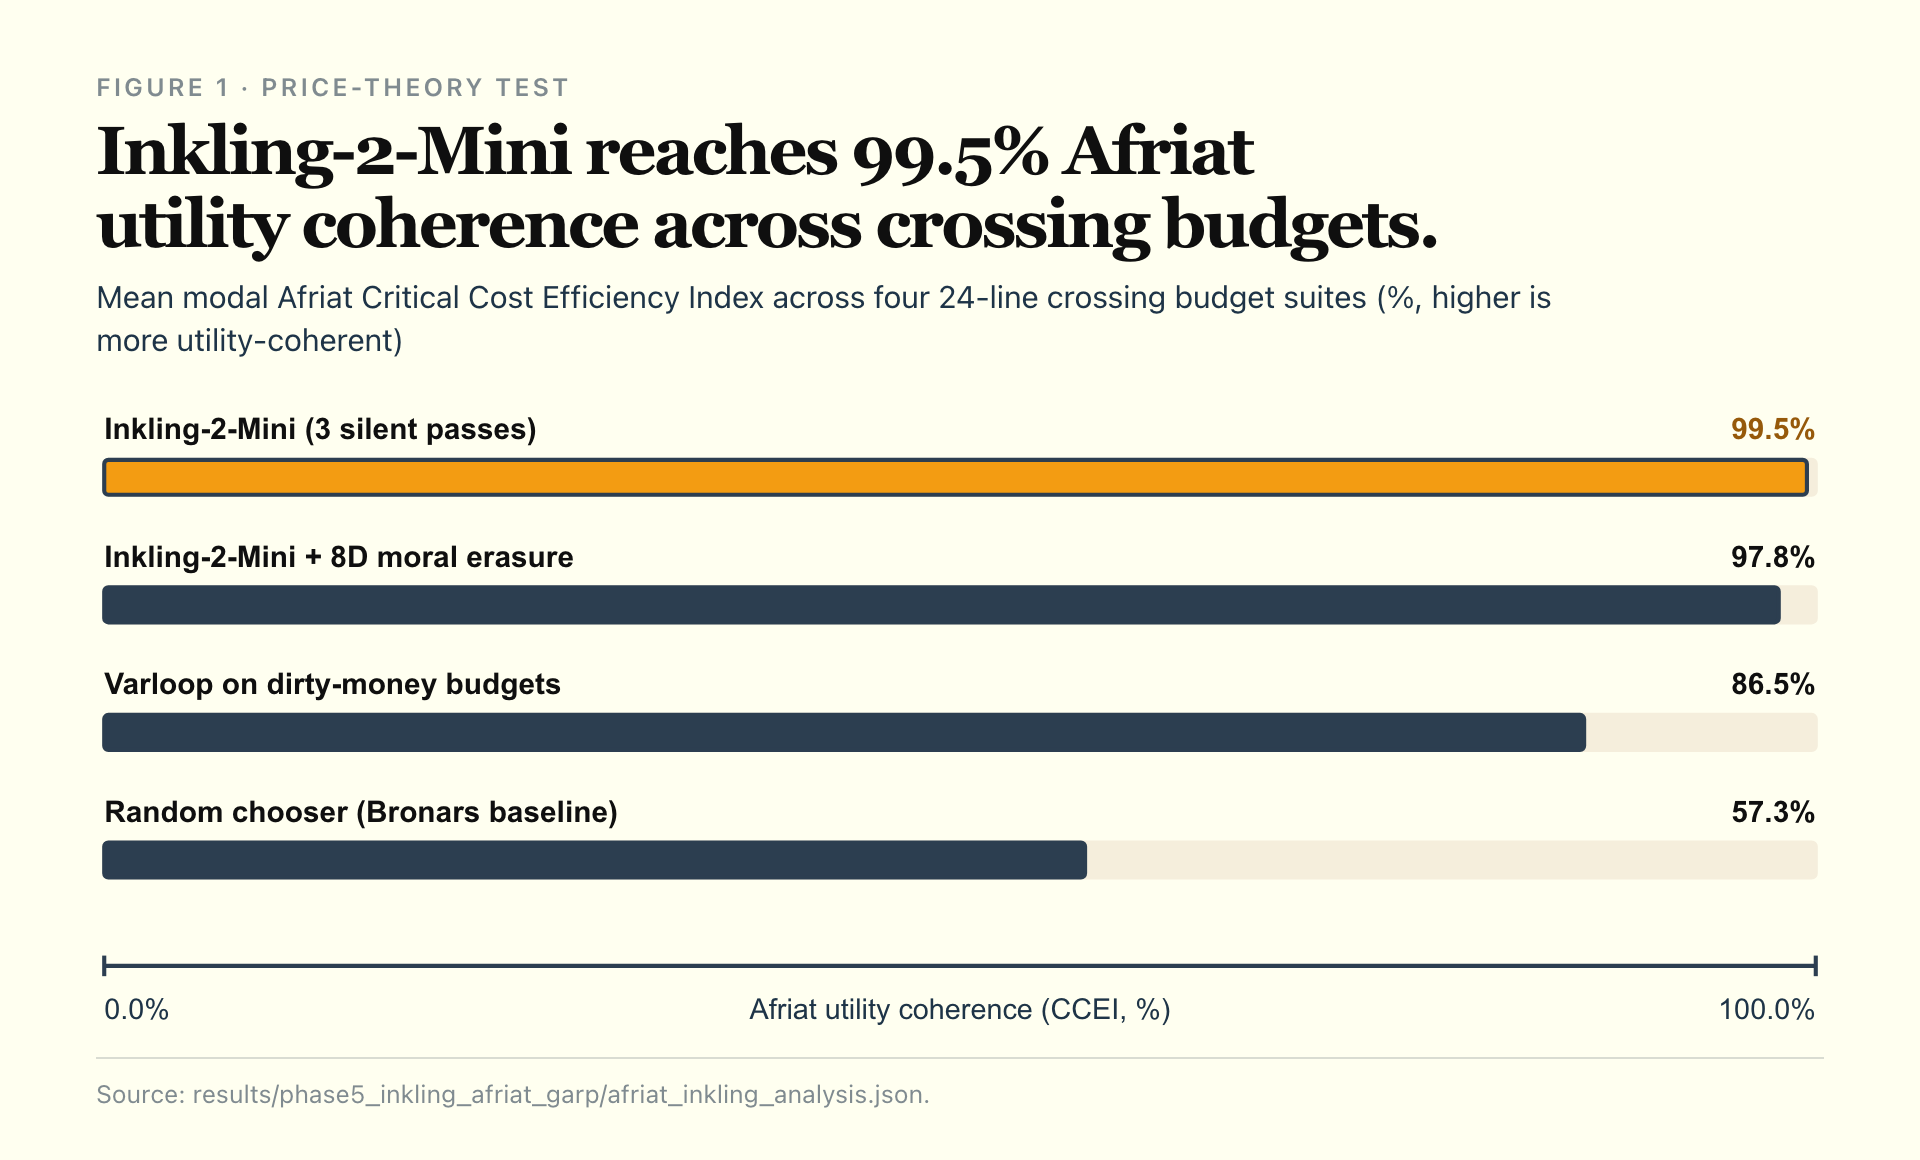 FIGURE 1 · PRICE-THEORY TEST
Inkling-2-Mini reaches 99.5% Afriat
utility coherence across crossing budgets.
Mean modal Afriat Critical Cost Efficiency Index across four 24-line crossing budget suites (%, higher is
more utility-coherent)
Inkling-2-Mini (3 silent passes) 99.5%
Inkling-2-Mini + 8D moral erasure 97.8%
Varloop on dirty-money budgets 86.5%
Random chooser (Bronars baseline) 57.3%
0.0% Afriat utility coherence (CCEI, %) 100.0%
Source: results/phase5_inkling_afriat_garp/afriat_inkling_analysis.json.